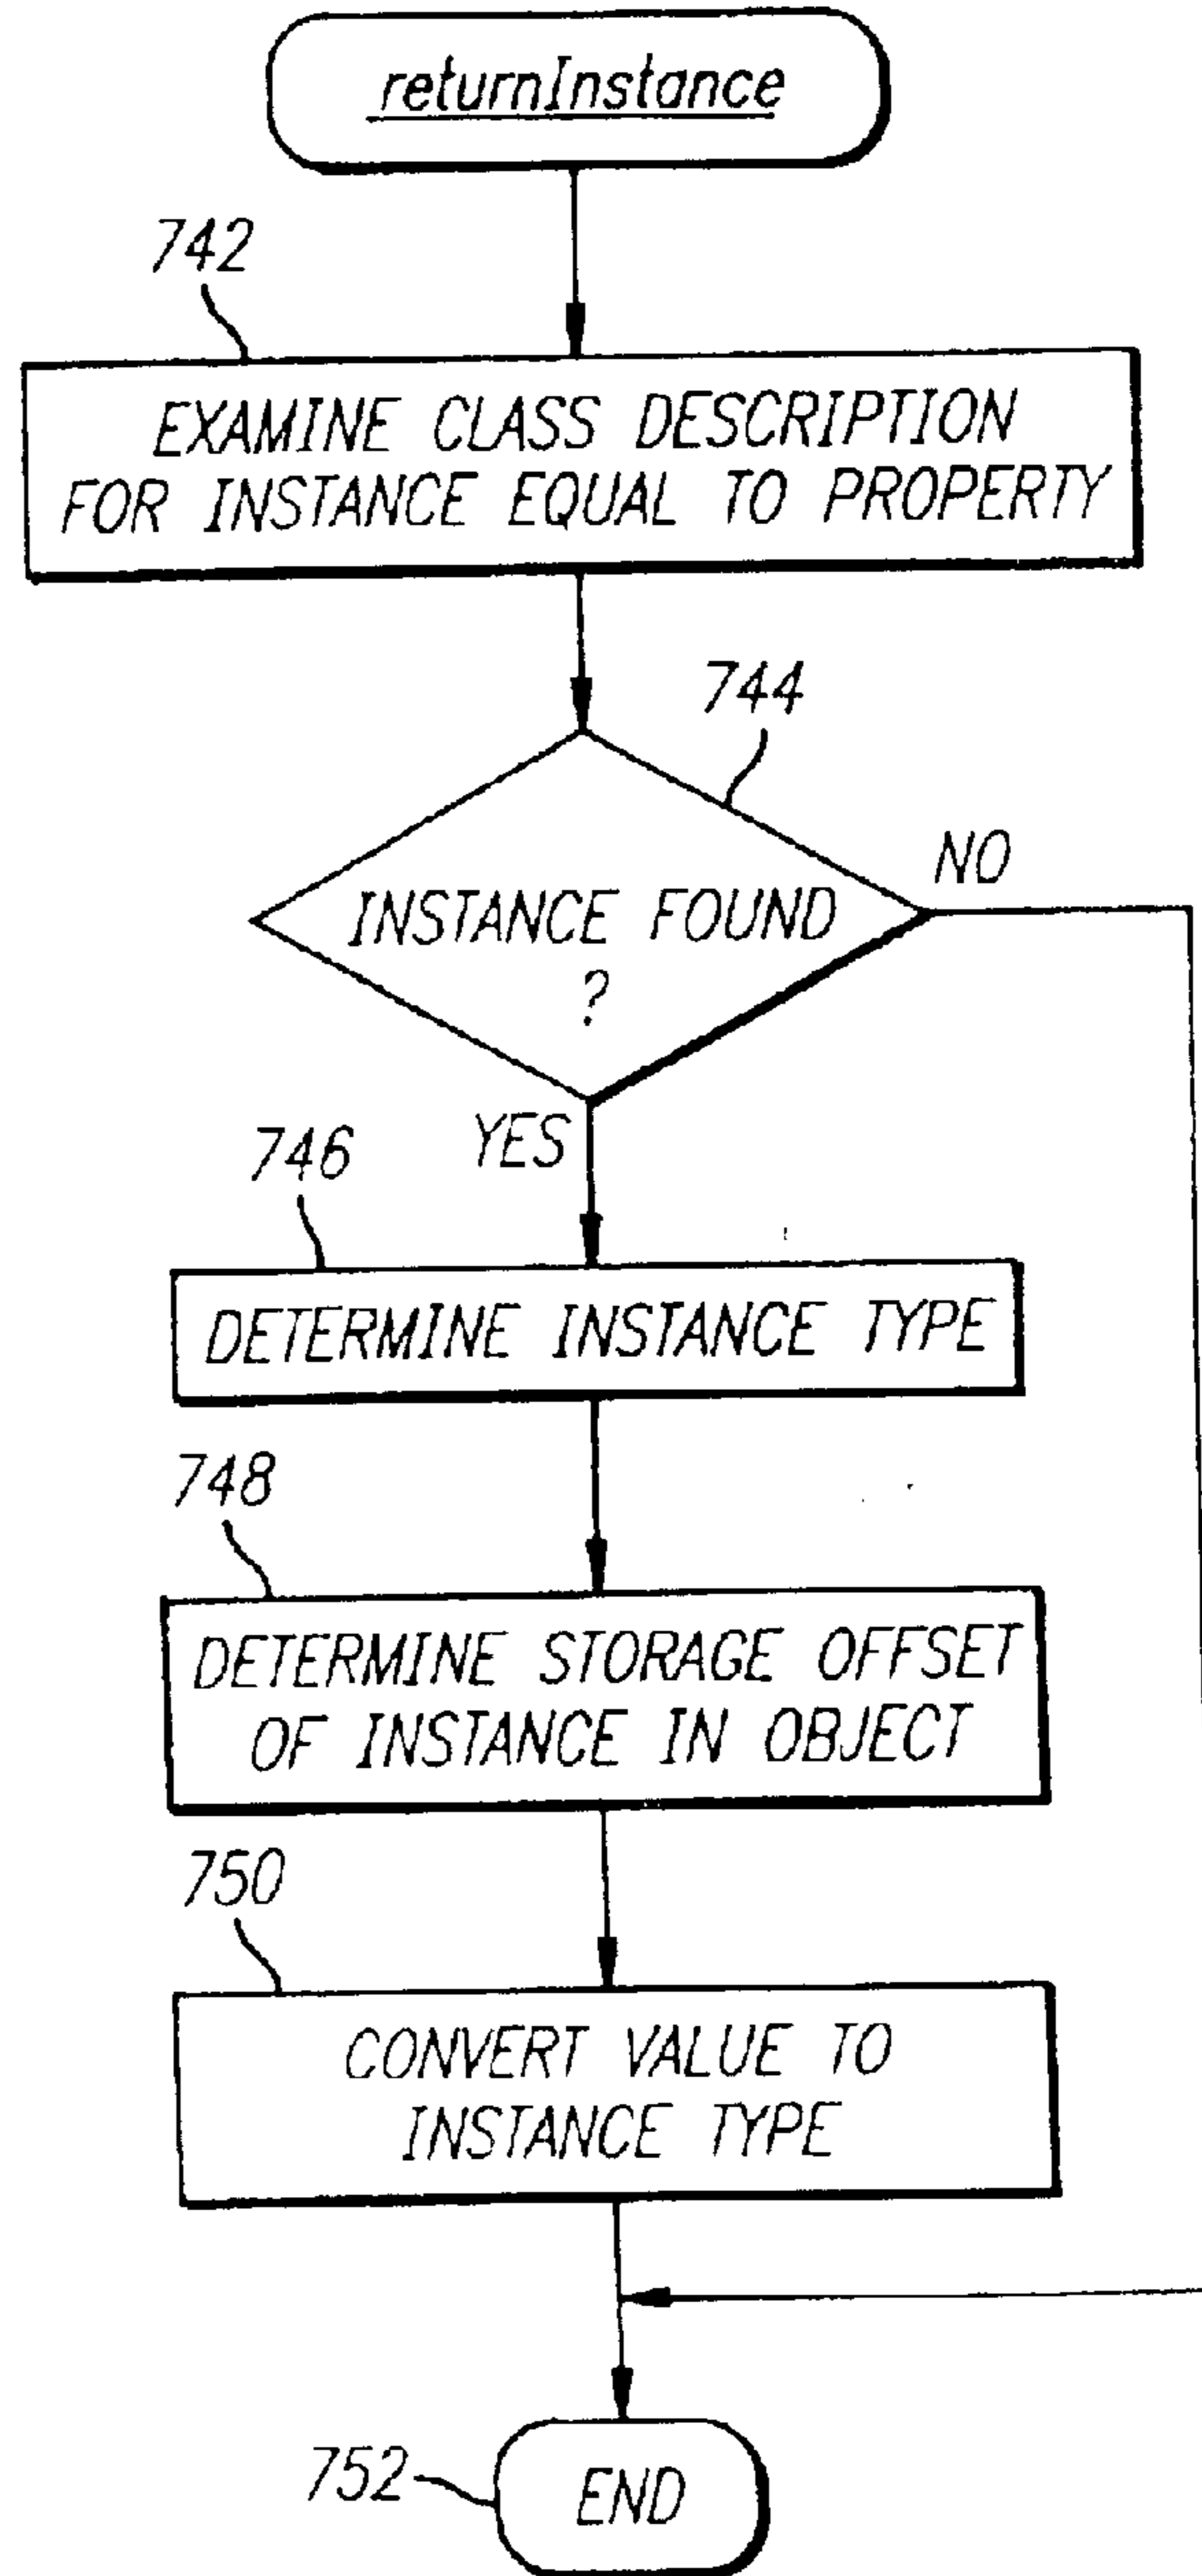 returnInstance
742
EXAMINE CLASS DESCRIPTION
FOR INSTANCE EQUAL TO PROPERTY
744
NO
INSTANCE FOUND
?
YES
746
DETERMINE INSTANCE TYPE
748
DETERMINE STORAGE OFFSET
OF INSTANCE IN OBJECT
750
CONVERT VALUE TO
INSTANCE TYPE
752
END